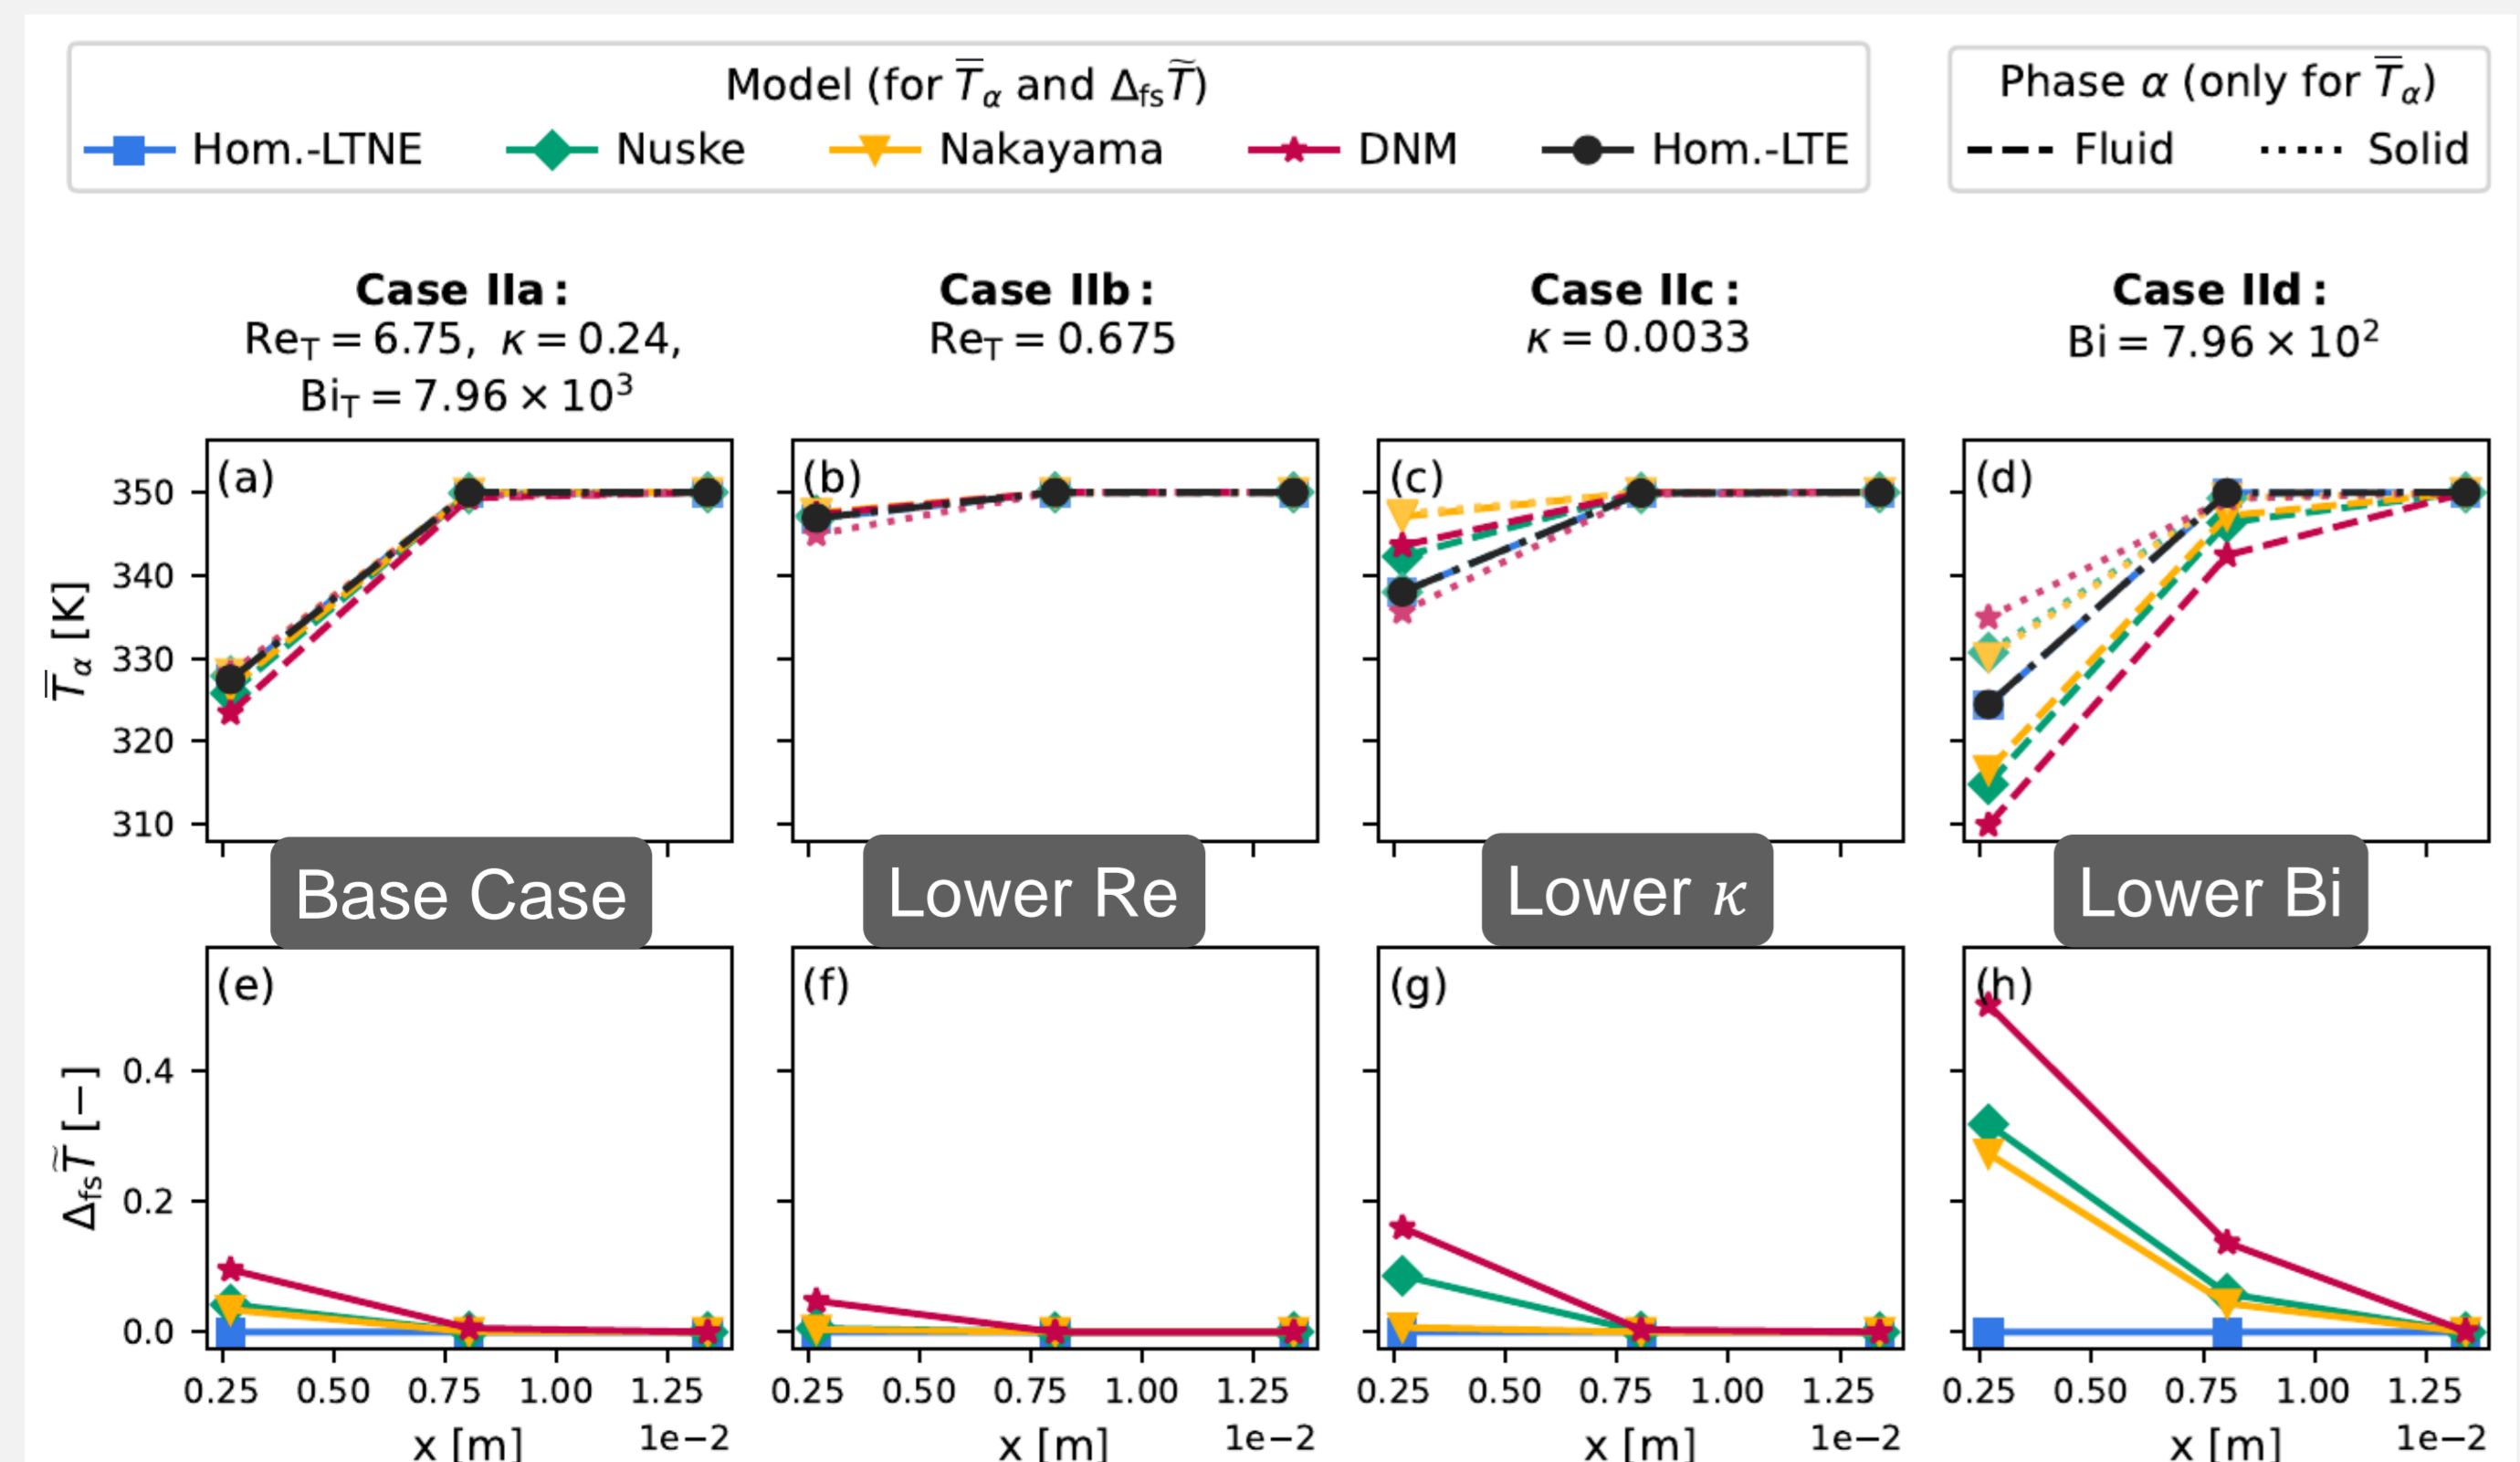 Model (for T̿α and ΔfsT̃)
Hom.-LTNE Nuske Nakayama DNM Hom.-LTE
Phase α (only for T̿α)
Fluid Solid
Case IIa:
Re_T = 6.75, κ = 0.24,
Bi_T = 7.96 × 10³
Case IIb:
Re_T = 0.675
Case IIc:
κ = 0.0033
Case IId:
Bi = 7.96 × 10²
T̿α [K]
350
340
330
320
310
(a)
(b)
(c)
(d)
Base Case
Lower Re
Lower κ
Lower Bi
ΔfsT̃ [−]
0.4
0.2
0.0
(e)
(f)
(g)
(h)
0.25 0.50 0.75 1.00 1.25
1e−2
x [m]
0.25 0.50 0.75 1.00 1.25
1e−2
x [m]
0.25 0.50 0.75 1.00 1.25
1e−2
x [m]
0.25 0.50 0.75 1.00 1.25
1e−2
x [m]